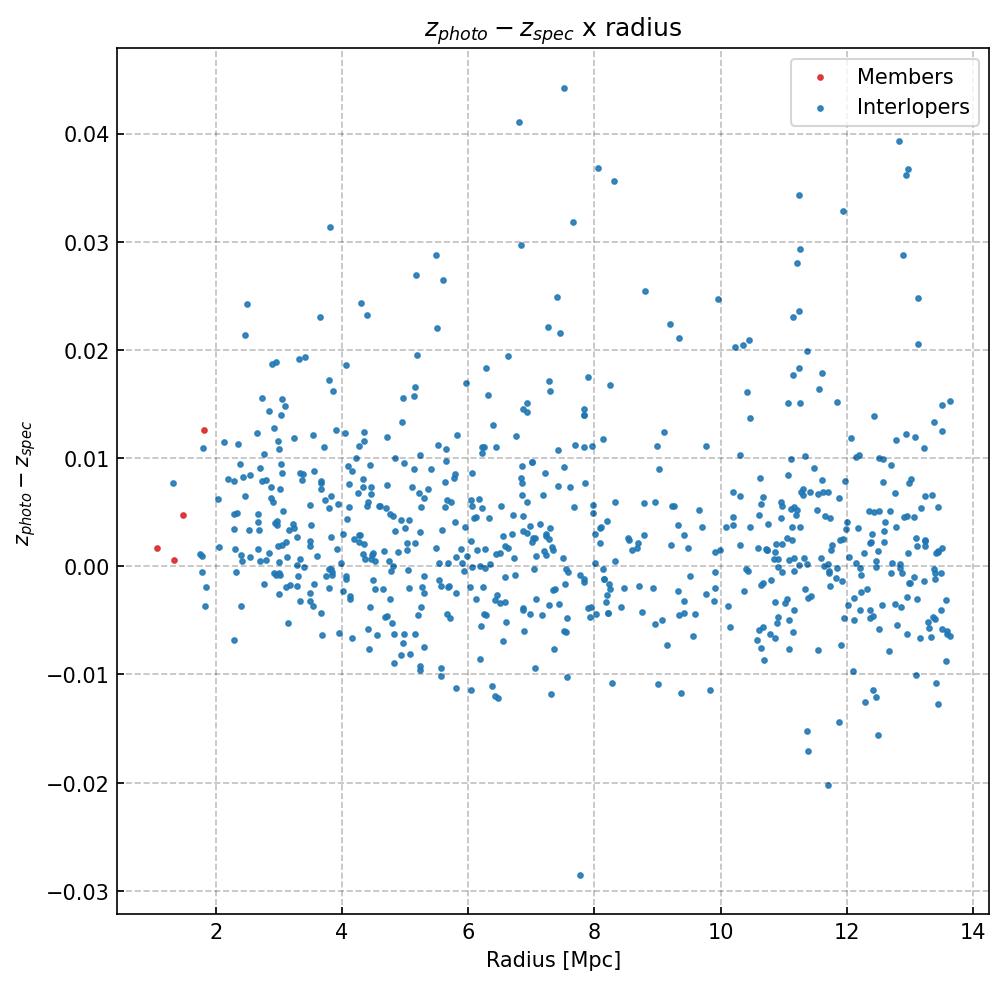 z_photo − z_spec x radius
Members
Interlopers
0.04
0.03
0.02
0.01
0.00
−0.01
−0.02
−0.03
z_photo − z_spec
2 4 6 8 10 12 14
Radius [Mpc]